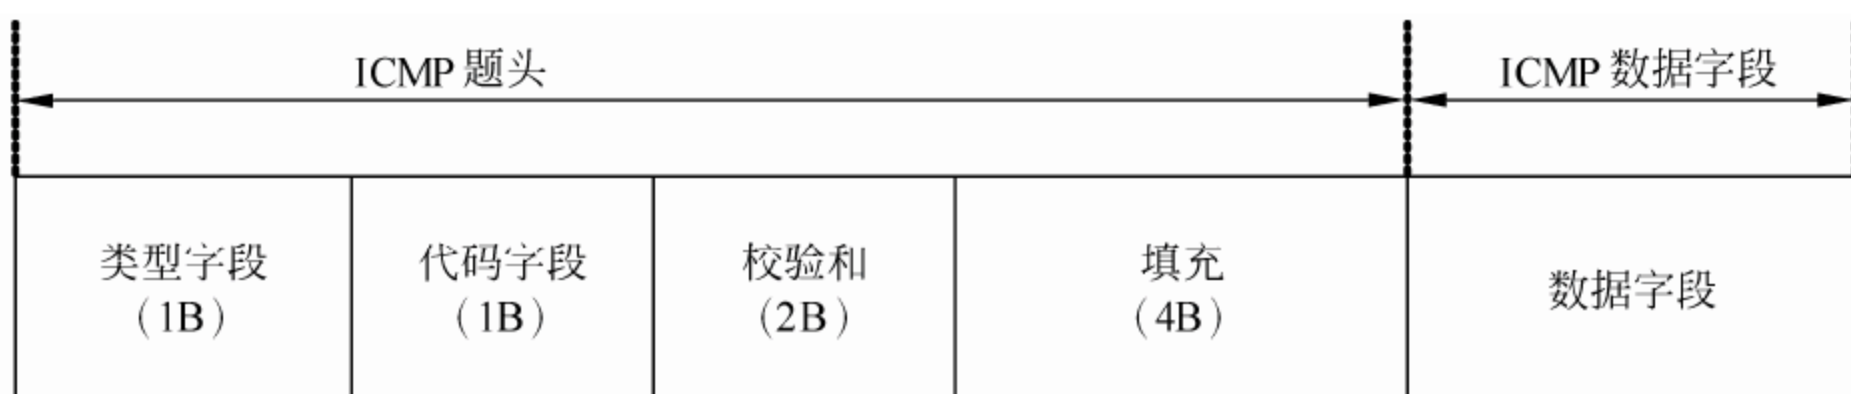 ICMP 题头
ICMP 数据字段
类型字段
(1B)
代码字段
(1B)
校验和
(2B)
填充
(4B)
数据字段